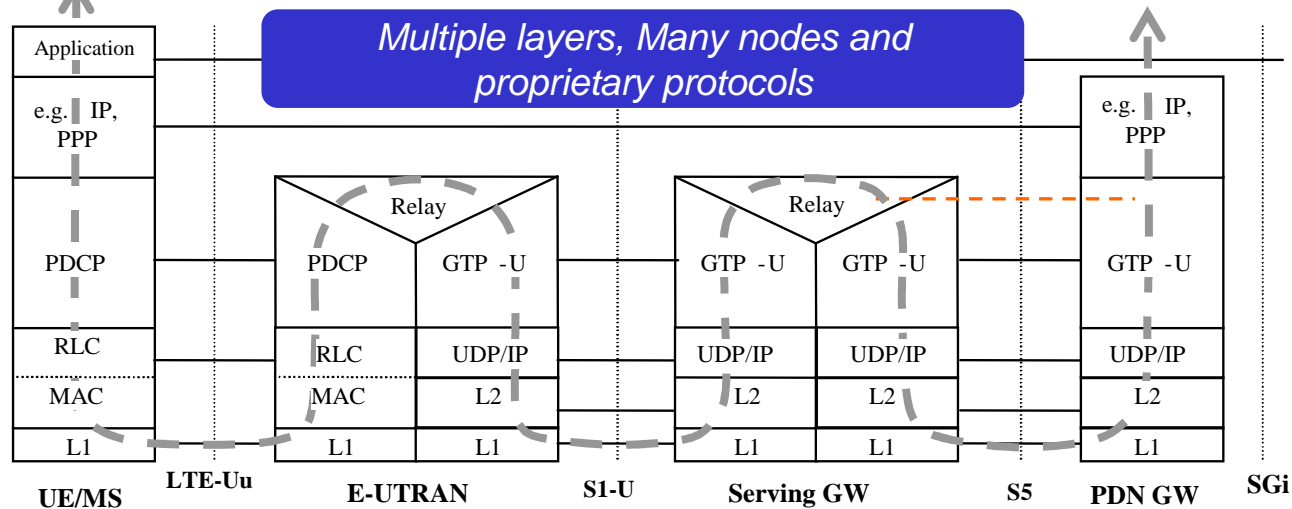 Multiple layers, Many nodes and
proprietary protocols
Application
e.g. IP,
PPP
PDCP
RLC
MAC
L1
UE/MS
LTE-Uu
Relay
PDCP
GTP -U
RLC
UDP/IP
MAC
L2
L1
L1
E-UTRAN
S1-U
Relay
GTP -U
GTP -U
UDP/IP
UDP/IP
L2
L2
L1
L1
Serving GW
S5
e.g. IP,
PPP
GTP -U
UDP/IP
L2
L1
PDN GW
SGi